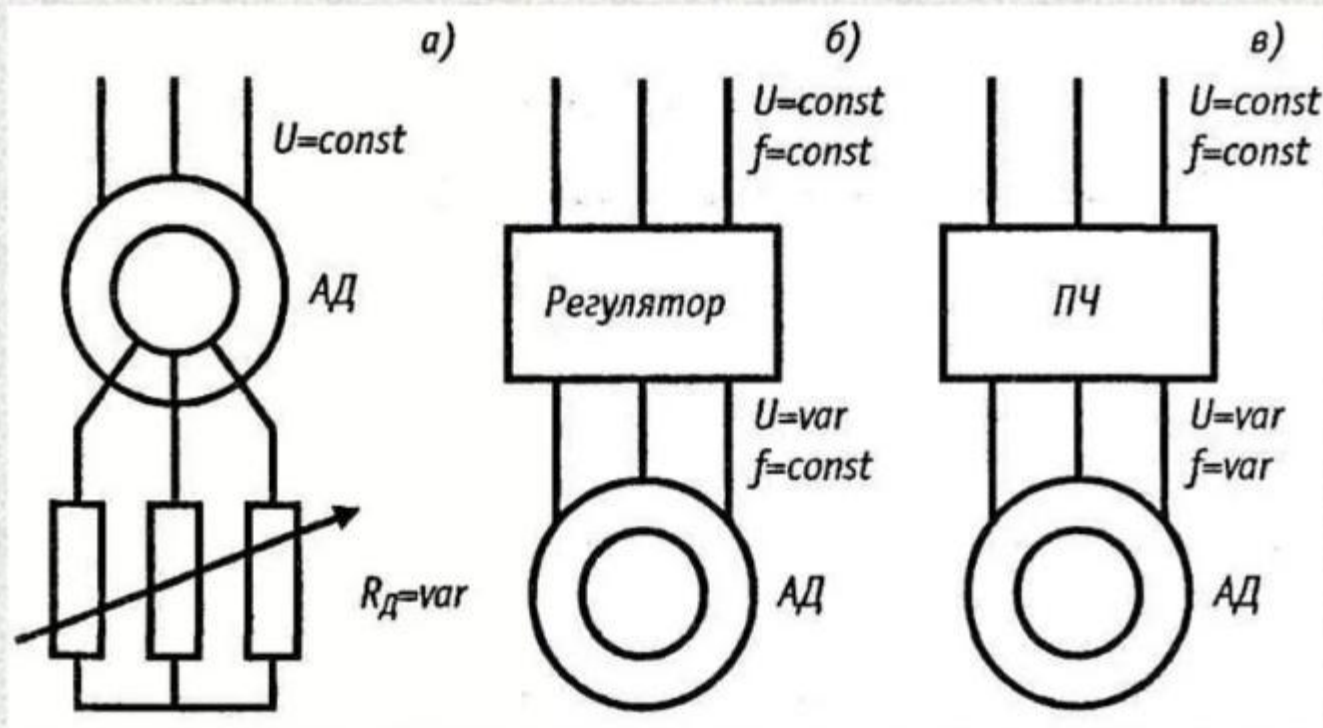 а)
U=const
АД
R_Д=var
б)
U=const
f=const
Регулятор
U=var
f=const
АД
в)
U=const
f=const
ПЧ
U=var
f=var
АД